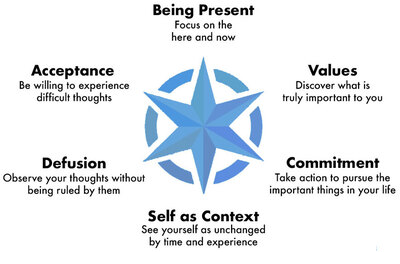 Being Present
Focus on the
here and now
Acceptance
Be willing to experience
difficult thoughts
Values
Discover what is
truly important to you
Defusion
Observe your thoughts without
being ruled by them
Commitment
Take action to pursue the
important things in your life
Self as Context
See yourself as unchanged
by time and experience